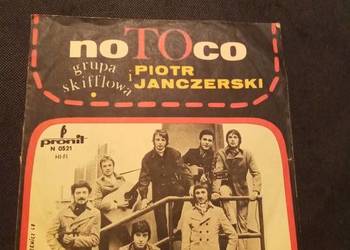 noTOco
grupa
skifflowa i
PIOTR
JANCZERSKI
pronit
N 0521
HI-FI